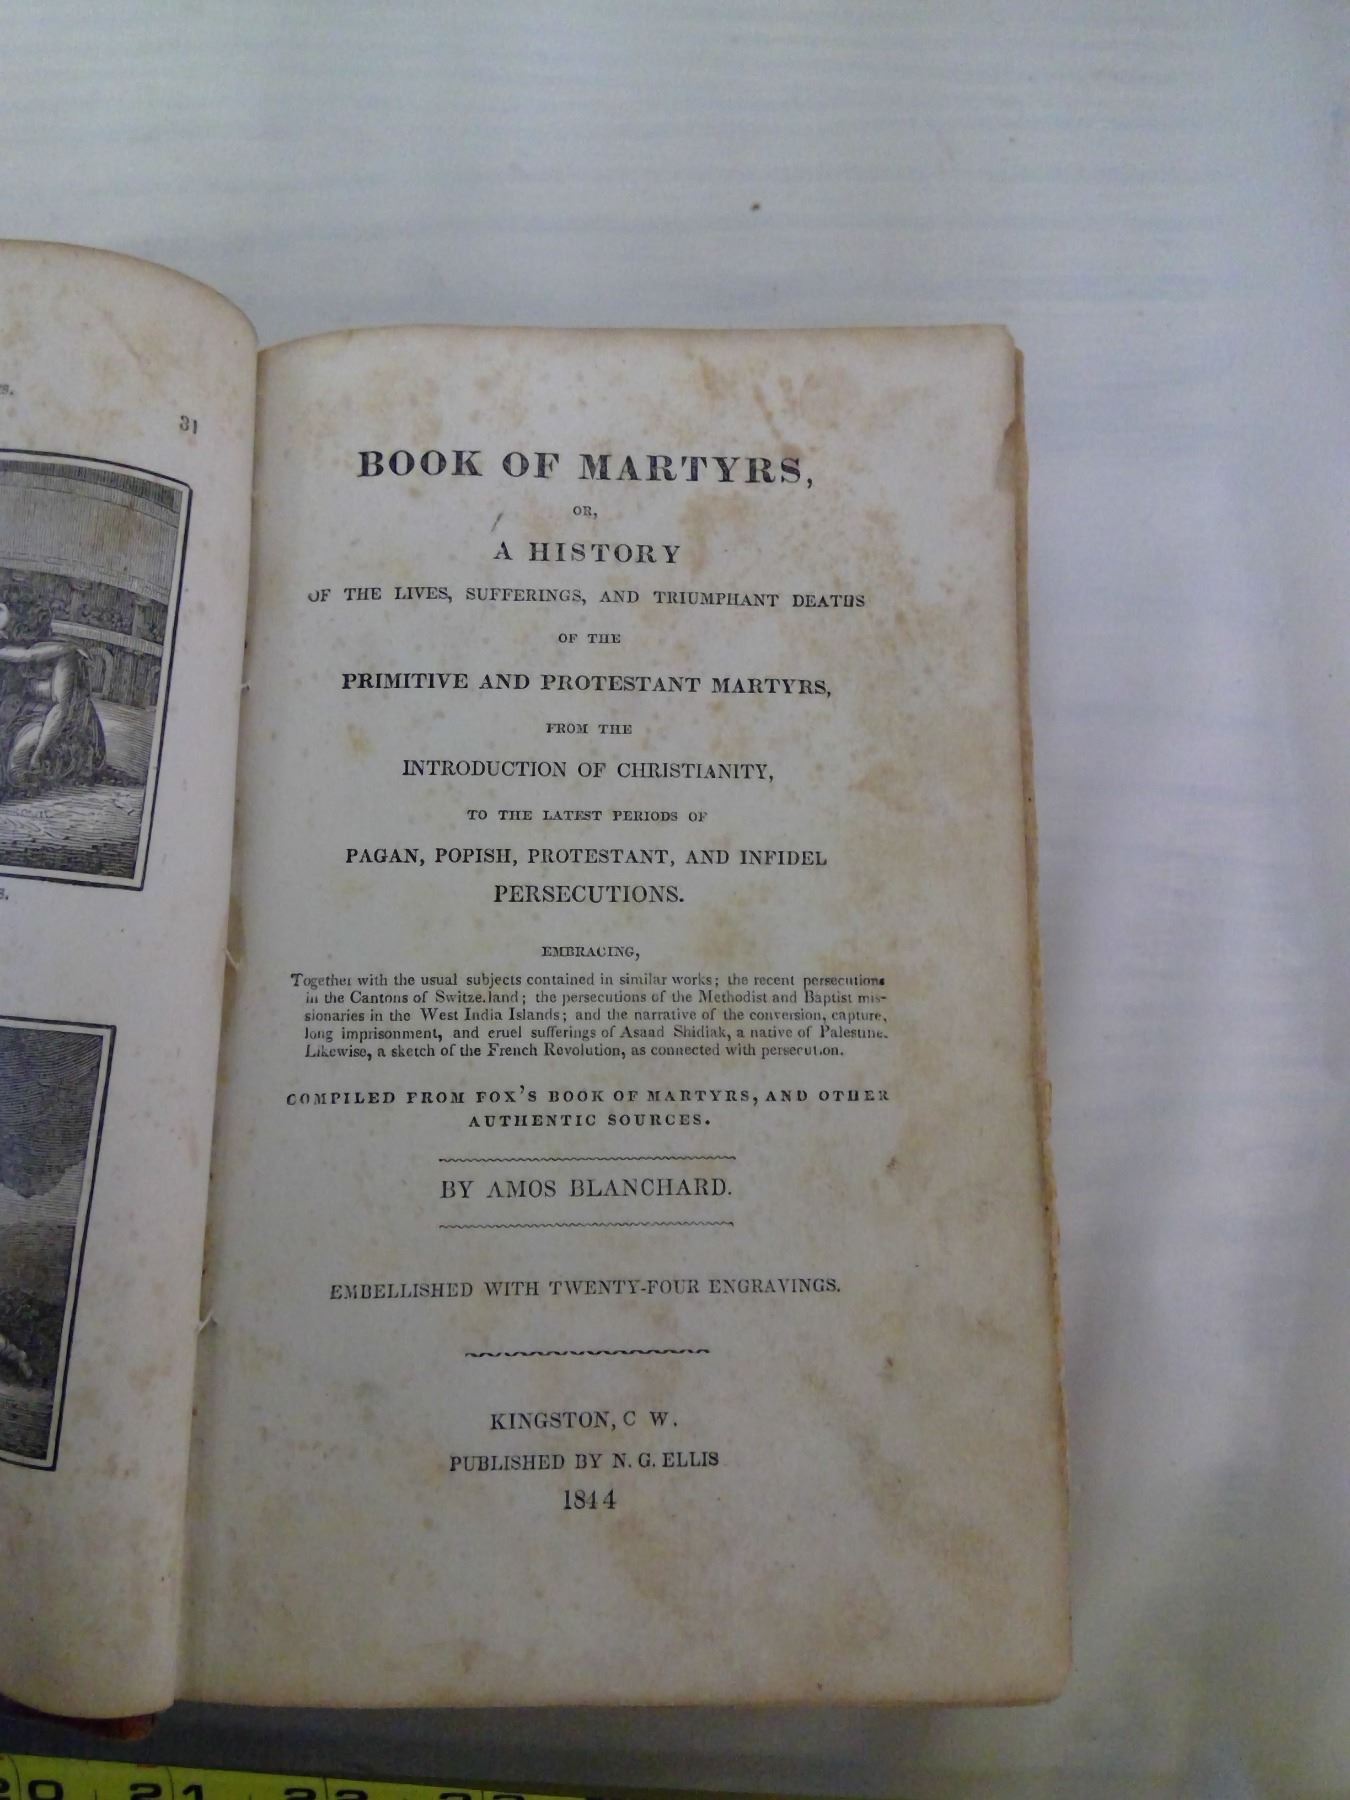 s.
31
s.
BOOK OF MARTYRS,
OR,
A HISTORY
OF THE LIVES, SUFFERINGS, AND TRIUMPHANT DEATHS
OF THE
PRIMITIVE AND PROTESTANT MARTYRS,
FROM THE
INTRODUCTION OF CHRISTIANITY,
TO THE LATEST PERIODS OF
PAGAN, POPISH, PROTESTANT, AND INFIDEL
PERSECUTIONS.
EMBRACING,
Together with the usual subjects contained in similar works; the recent persecutions
in the Cantons of Switzerland; the persecutions of the Methodist and Baptist mis-
sionaries in the West India Islands; and the narrative of the conversion, capture,
long imprisonment, and cruel sufferings of Asaad Shidiak, a native of Palestine.
Likewise, a sketch of the French Revolution, as connected with persecution.
COMPILED FROM FOX'S BOOK OF MARTYRS, AND OTHER
AUTHENTIC SOURCES.
BY AMOS BLANCHARD.
EMBELLISHED WITH TWENTY-FOUR ENGRAVINGS.
KINGSTON, C W.
PUBLISHED BY N. G. ELLIS
1844
20 21 22